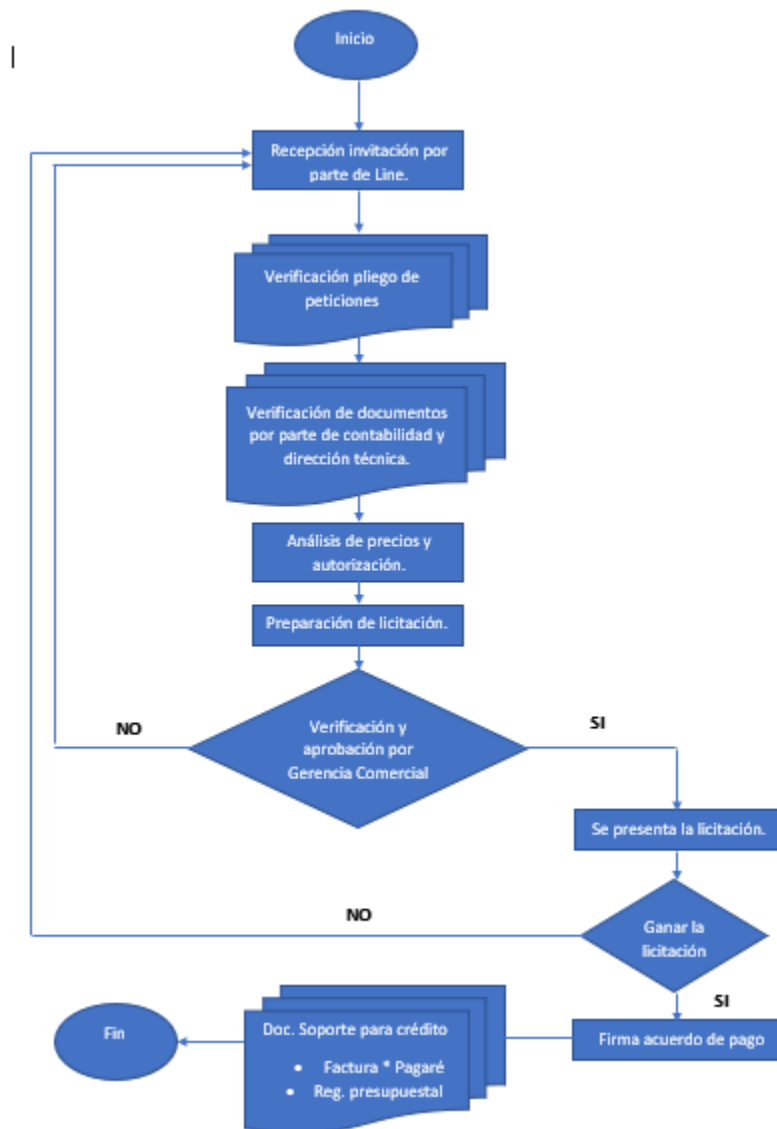 Inicio
Recepción invitación por
parte de Line.
Verificación pliego de
peticiones
Verificación de documentos
por parte de contabilidad y
dirección técnica.
Análisis de precios y
autorización.
Preparación de licitación.
NO
Verificación y
aprobación por
Gerencia Comercial
SI
Se presenta la licitación.
NO
Ganar la
licitación
SI
Fin
Doc. Soporte para crédito
• Factura * Pagaré
• Reg. presupuestal
Firma acuerdo de pago